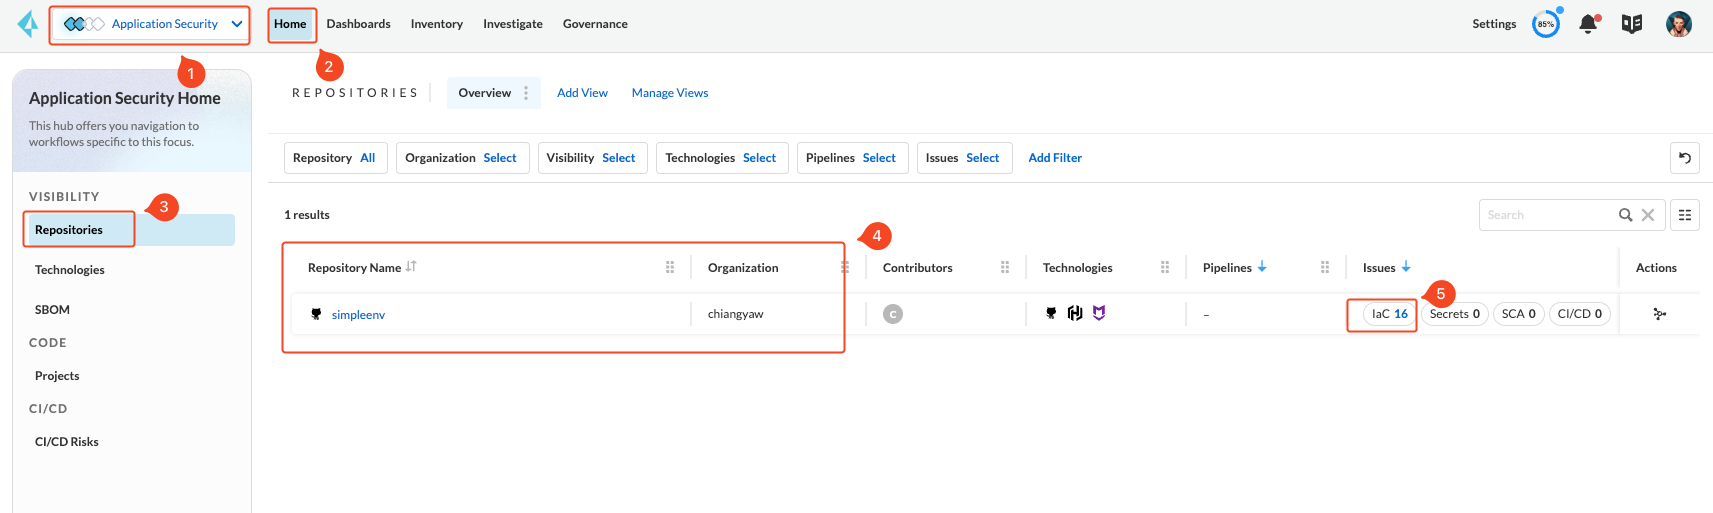 Application Security
Home
Dashboards
Inventory
Investigate
Governance
Settings
85%
1
2
Application Security Home
This hub offers you navigation to
workflows specific to this focus.
VISIBILITY
3
Repositories
Technologies
SBOM
CODE
Projects
CI/CD
CI/CD Risks
REPOSITORIES
Overview
Add View
Manage Views
Repository All
Organization Select
Visibility Select
Technologies Select
Pipelines Select
Issues Select
Add Filter
1 results
Search
4
Repository Name
Organization
Contributors
Technologies
Pipelines
Issues
Actions
5
simpleenv
chiangyaw
C
–
IaC 16
Secrets 0
SCA 0
CI/CD 0